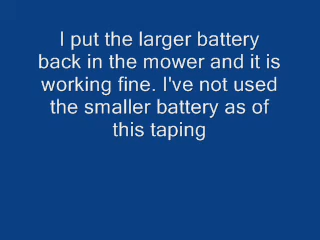 I put the larger battery
back in the mower and it is
working fine. I've not used
the smaller battery as of
this taping